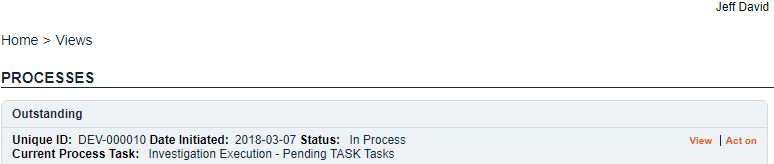 Jeff David
Home > Views
PROCESSES
Outstanding
Unique ID: DEV-000010 Date Initiated: 2018-03-07 Status: In Process View | Act on
Current Process Task: Investigation Execution - Pending TASK Tasks